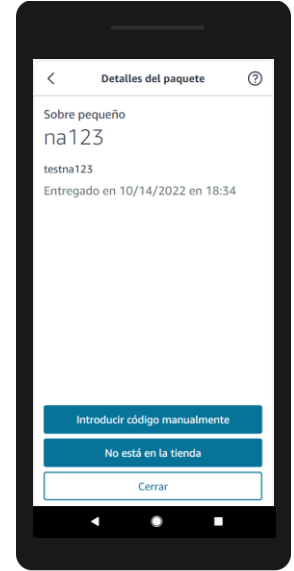 Detalles del paquete
Sobre pequeño
na123
testna123
Entregado en 10/14/2022 en 18:34
Introducir código manualmente
No está en la tienda
Cerrar